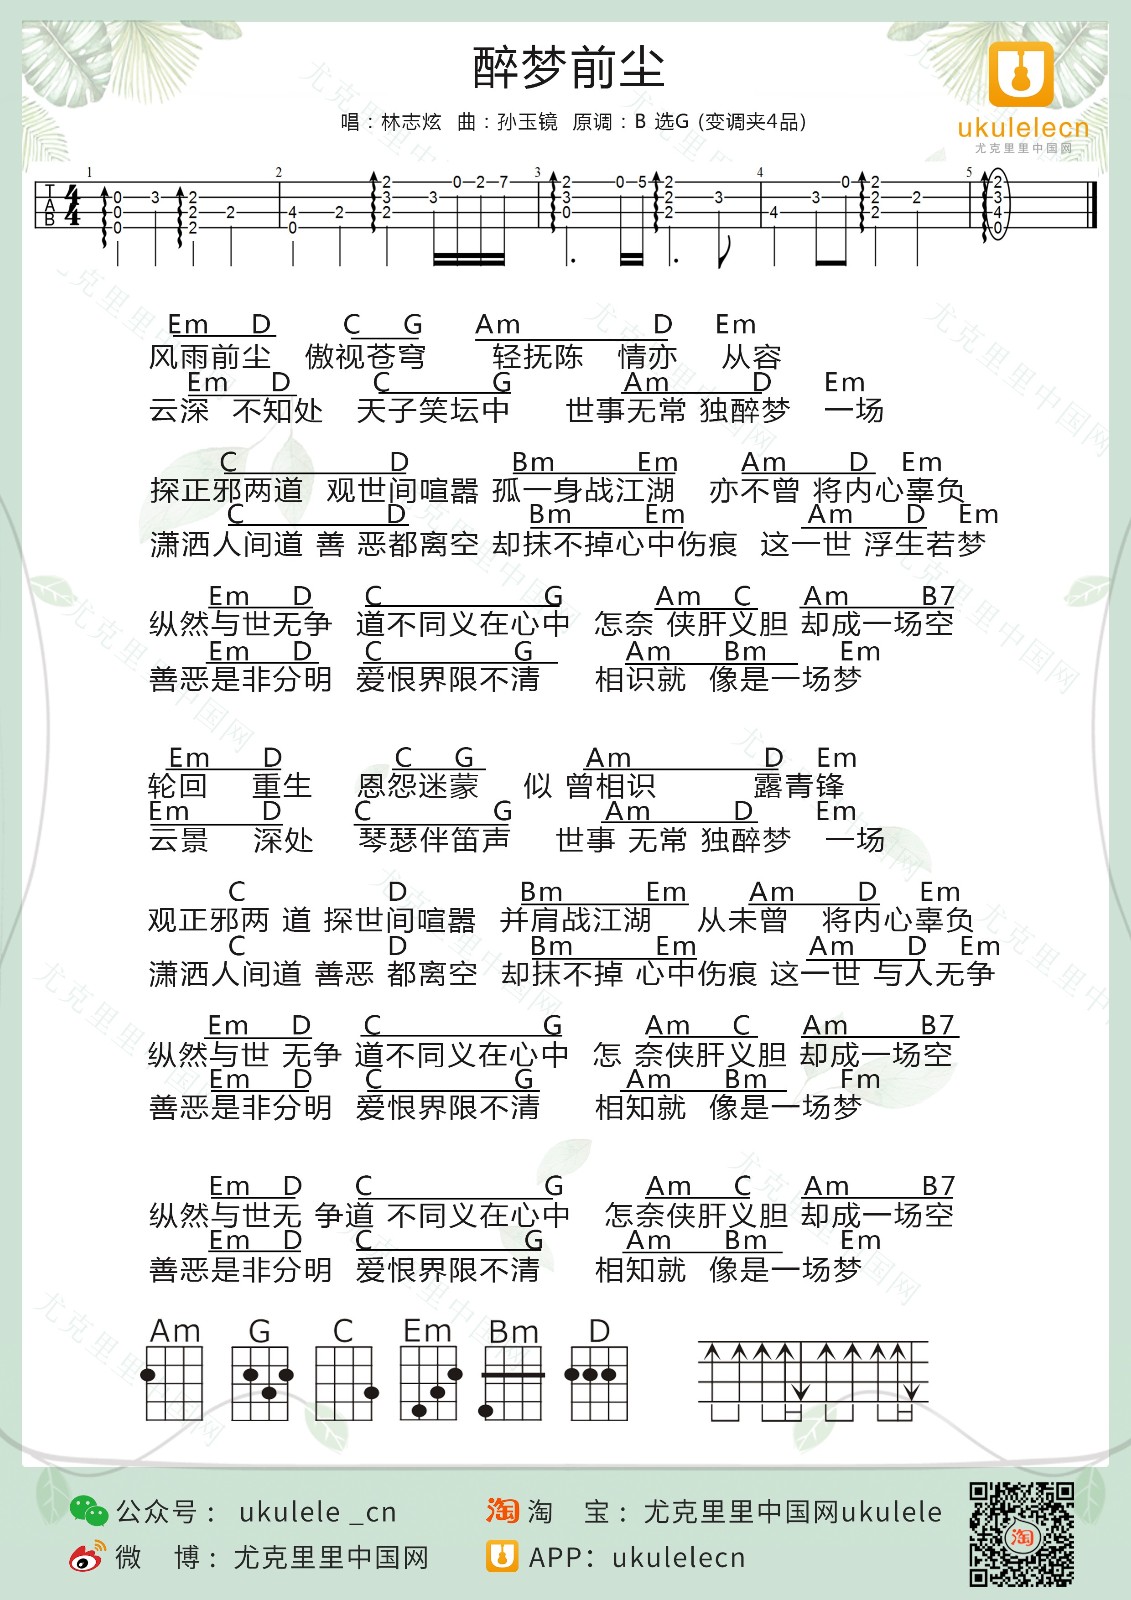 醉梦前尘
唱：林志炫 曲：孙玉镜 原调：B 选G (变调夹4品)
ukulelecn
尤克里里中国网
1 2 3 4 5
T A B 4 4
Em D C G Am D Em
风雨前尘 傲视苍穹 轻抚陈 情亦 从容
Em D C G Am D Em
云深 不知处 天子笑坛中 世事无常 独醉梦 一场
C D Bm Em Am D Em
探正邪两道 观世间喧嚣 孤一身战江湖 亦不曾 将内心辜负
C D Bm Em Am D Em
潇洒人间道 善 恶都离空 却抹不掉心中伤痕 这一世 浮生若梦
Em D C G Am C Am B7
纵然与世无争 道不同义在心中 怎奈 侠肝义胆 却成一场空
Em D C G Am Bm Em
善恶是非分明 爱恨界限不清 相识就 像是一场梦
Em D C G Am D Em
轮回 重生 恩怨迷蒙 似 曾相识 露青锋
Em D C G Am D Em
云景 深处 琴瑟伴笛声 世事 无常 独醉梦 一场
C D Bm Em Am D Em
观正邪两 道 探世间喧嚣 并肩战江湖 从未曾 将内心辜负
C D Bm Em Am D Em
潇洒人间道 善恶 都离空 却抹不掉 心中伤痕 这一世 与人无争
Em D C G Am C Am B7
纵然与世 无争 道不同义在心中 怎 奈侠肝义胆 却成一场空
Em D C G Am Bm Fm
善恶是非分明 爱恨界限不清 相知就 像是一场梦
Em D C G Am C Am B7
纵然与世无 争道 不同义在心中 怎奈侠肝义胆 却成一场空
Em D C G Am Bm Em
善恶是非分明 爱恨界限不清 相知就 像是一场梦
Am G C Em Bm D
公众号： ukulele _cn
淘 淘 宝：尤克里里中国网ukulele
微 博：尤克里里中国网
APP：ukulelecn
淘